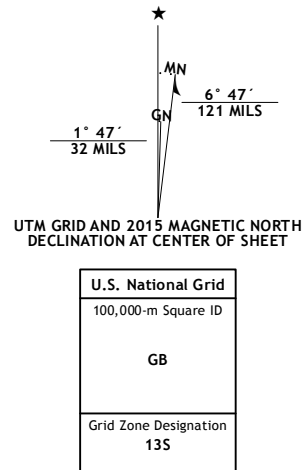 ★
MN
GN
6° 47´
121 MILS
1° 47´
32 MILS
UTM GRID AND 2015 MAGNETIC NORTH
DECLINATION AT CENTER OF SHEET
U.S. National Grid
100,000-m Square ID
GB
Grid Zone Designation
13S